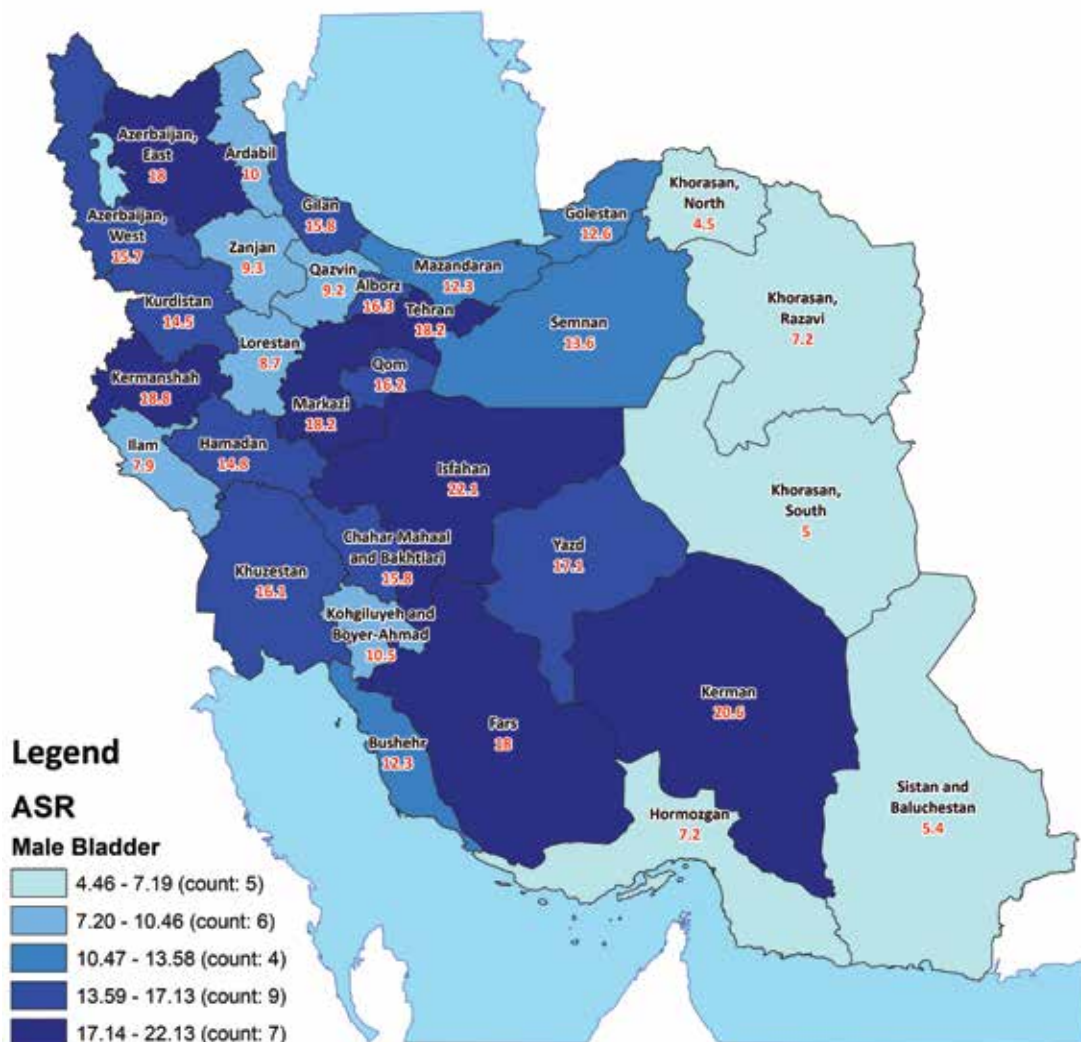 Azerbaijan,
East
18
Ardabil
10
Gilan
15.8
Azerbaijan,
West
15.7
Zanjan
9.3
Qazvin
9.2
Alborz
16.3
Mazandaran
12.3
Tehran
18.2
Golestan
12.6
Khorasan,
North
4.5
Khorasan,
Razavi
7.2
Semnan
13.6
Kurdistan
14.5
Lorestan
8.7
Qom
16.2
Kermanshah
18.8
Markazi
18.2
Ilam
7.9
Hamadan
14.8
Isfahan
22.1
Khorasan,
South
5
Chahar Mahaal
and Bakhtiari
15.8
Yazd
17.1
Khuzestan
16.1
Kohgiluyeh and
Boyer-Ahmad
10.5
Kerman
20.6
Fars
18
Bushehr
12.3
Hormozgan
7.2
Sistan and
Baluchestan
5.4
Legend
ASR
Male Bladder
4.46 - 7.19 (count: 5)
7.20 - 10.46 (count: 6)
10.47 - 13.58 (count: 4)
13.59 - 17.13 (count: 9)
17.14 - 22.13 (count: 7)